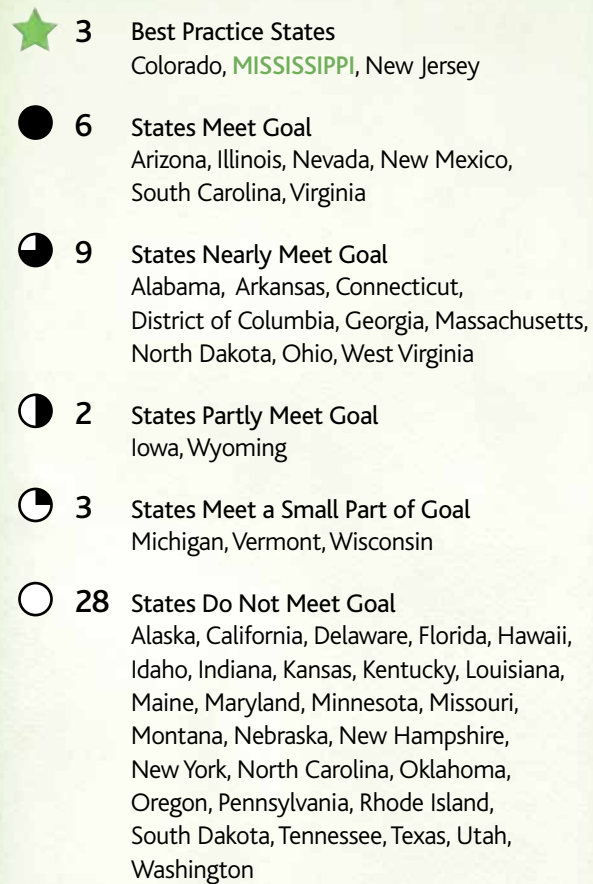 3 Best Practice States
Colorado, MISSISSIPPI, New Jersey
6 States Meet Goal
Arizona, Illinois, Nevada, New Mexico,
South Carolina, Virginia
9 States Nearly Meet Goal
Alabama, Arkansas, Connecticut,
District of Columbia, Georgia, Massachusetts,
North Dakota, Ohio, West Virginia
2 States Partly Meet Goal
Iowa, Wyoming
3 States Meet a Small Part of Goal
Michigan, Vermont, Wisconsin
28 States Do Not Meet Goal
Alaska, California, Delaware, Florida, Hawaii,
Idaho, Indiana, Kansas, Kentucky, Louisiana,
Maine, Maryland, Minnesota, Missouri,
Montana, Nebraska, New Hampshire,
New York, North Carolina, Oklahoma,
Oregon, Pennsylvania, Rhode Island,
South Dakota, Tennessee, Texas, Utah,
Washington